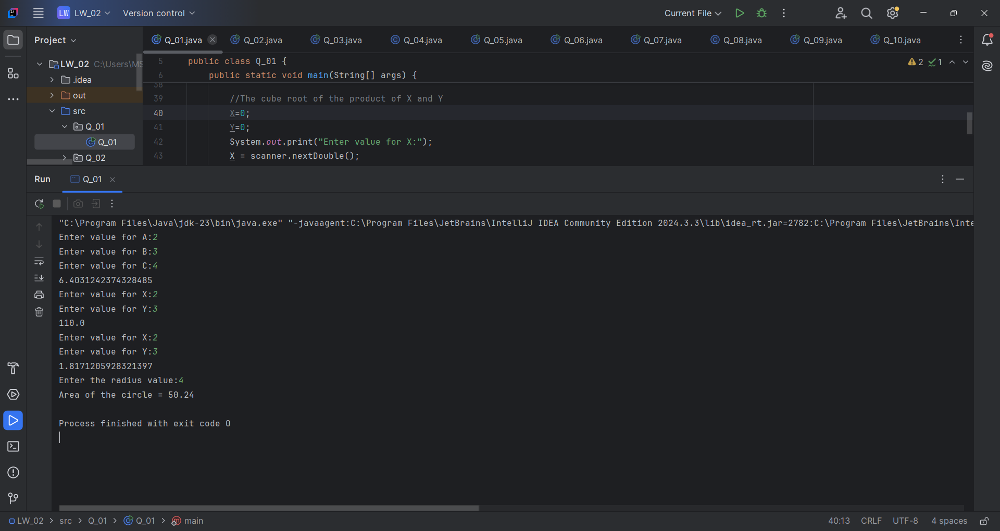 LW LW_02 Version control Current File
Project Q_01.java Q_02.java Q_03.java Q_04.java Q_05.java Q_06.java Q_07.java Q_08.java Q_09.java Q_10.java
LW_02 C:\Users\MS
.idea
out
src
Q_01
Q_01
Q_02
5 public class Q_01 {
6 public static void main(String[] args) {
2 1
38
39 //The cube root of the product of X and Y
40 X=0;
41 Y=0;
42 System.out.print("Enter value for X:");
43 X = scanner.nextDouble();
Run Q_01
"C:\Program Files\Java\jdk-23\bin\java.exe" "-javaagent:C:\Program Files\JetBrains\IntelliJ IDEA Community Edition 2024.3.3\lib\idea_rt.jar=2782:C:\Program Files\JetBrains\Inte
Enter value for A:2
Enter value for B:3
Enter value for C:4
6.4031242374328485
Enter value for X:2
Enter value for Y:3
110.0
Enter value for X:2
Enter value for Y:3
1.8171205928321397
Enter the radius value:4
Area of the circle = 50.24
Process finished with exit code 0
LW_02 > src > Q_01 > Q_01 > main 40:13 CRLF UTF-8 4 spaces